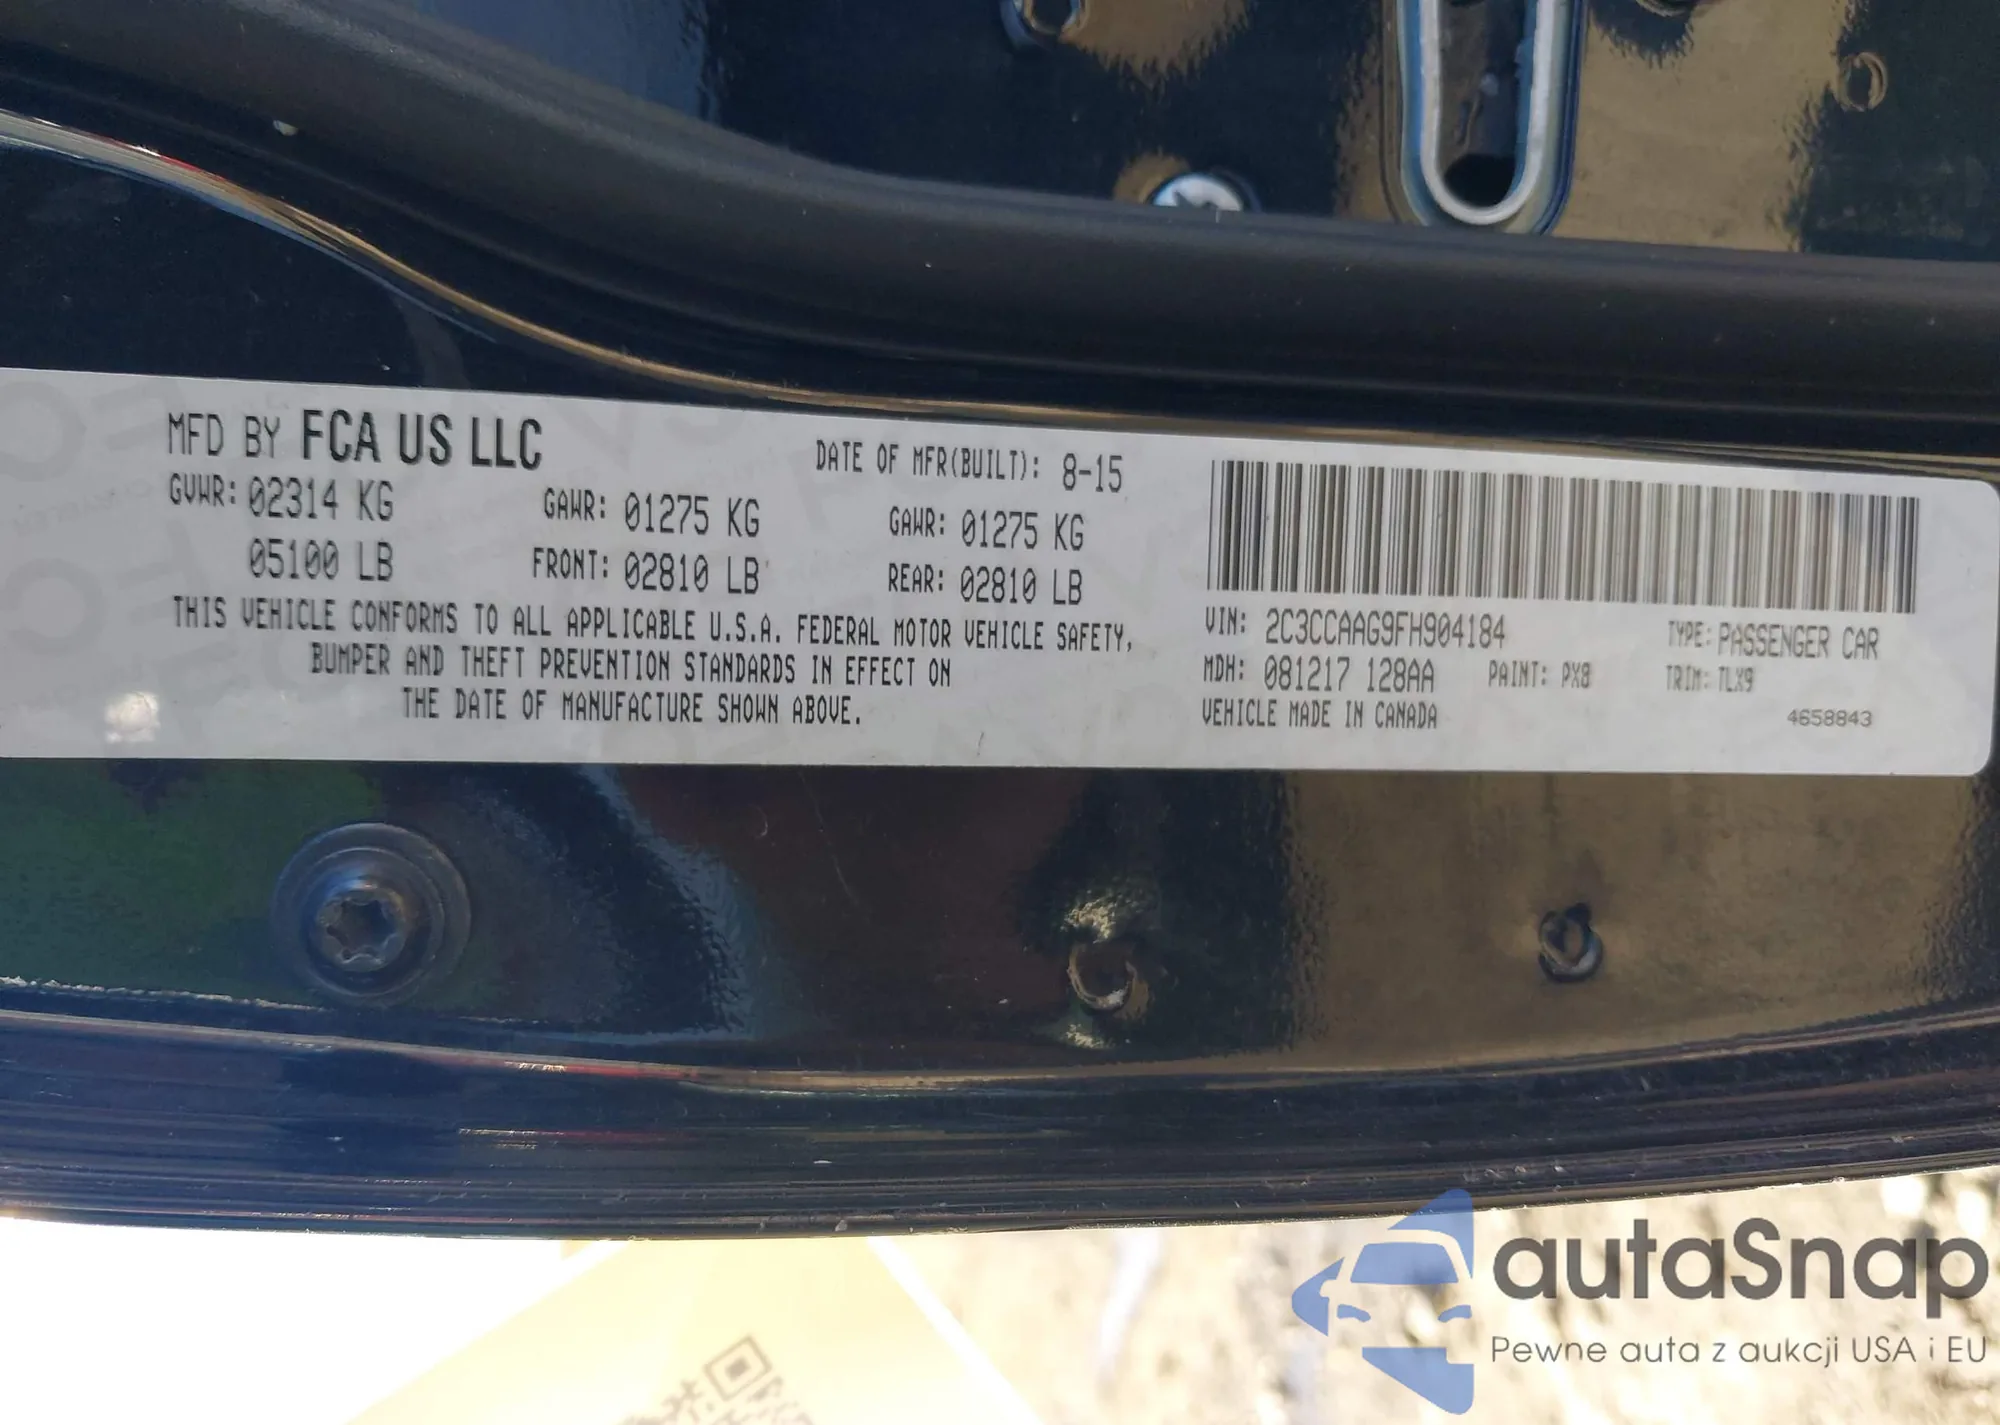 MFD BY FCA US LLC
DATE OF MFR(BUILT): 8-15
GVWR: 02314 KG GAWR: 01275 KG GAWR: 01275 KG
05100 LB FRONT: 02810 LB REAR: 02810 LB
THIS VEHICLE CONFORMS TO ALL APPLICABLE U.S.A. FEDERAL MOTOR VEHICLE SAFETY,
BUMPER AND THEFT PREVENTION STANDARDS IN EFFECT ON
THE DATE OF MANUFACTURE SHOWN ABOVE.
VIN: 2C3CCAAG9FH904184 TYPE: PASSENGER CAR
MDH: 081217 128AA PAINT: PX8 TRIM: TLX9
VEHICLE MADE IN CANADA 4658843
autaSnap
Pewne auta z aukcji USA i EU